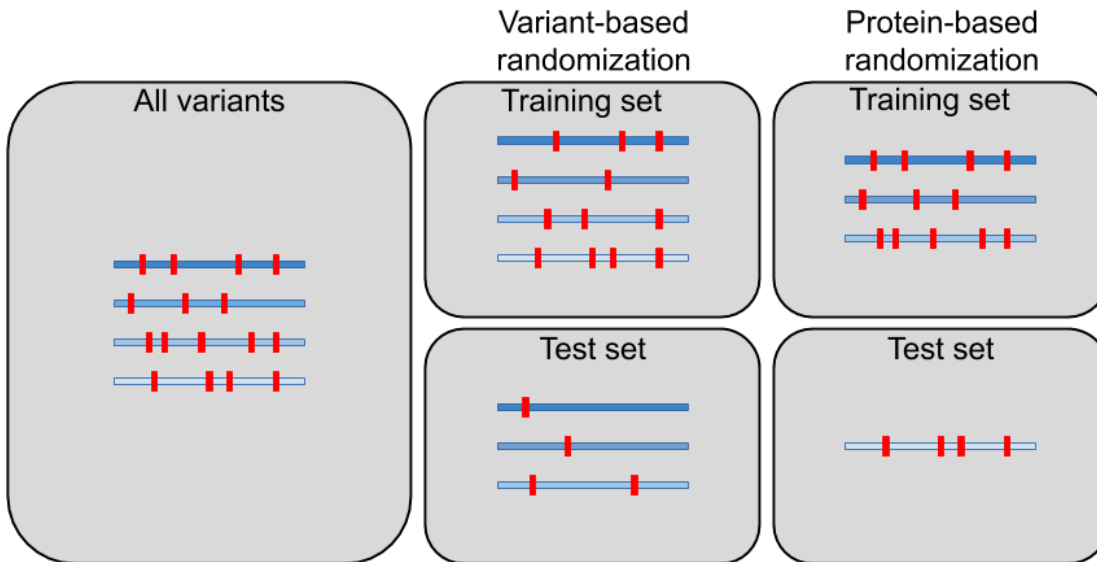 Variant-based
randomization
Protein-based
randomization
All variants
Training set
Training set
Test set
Test set